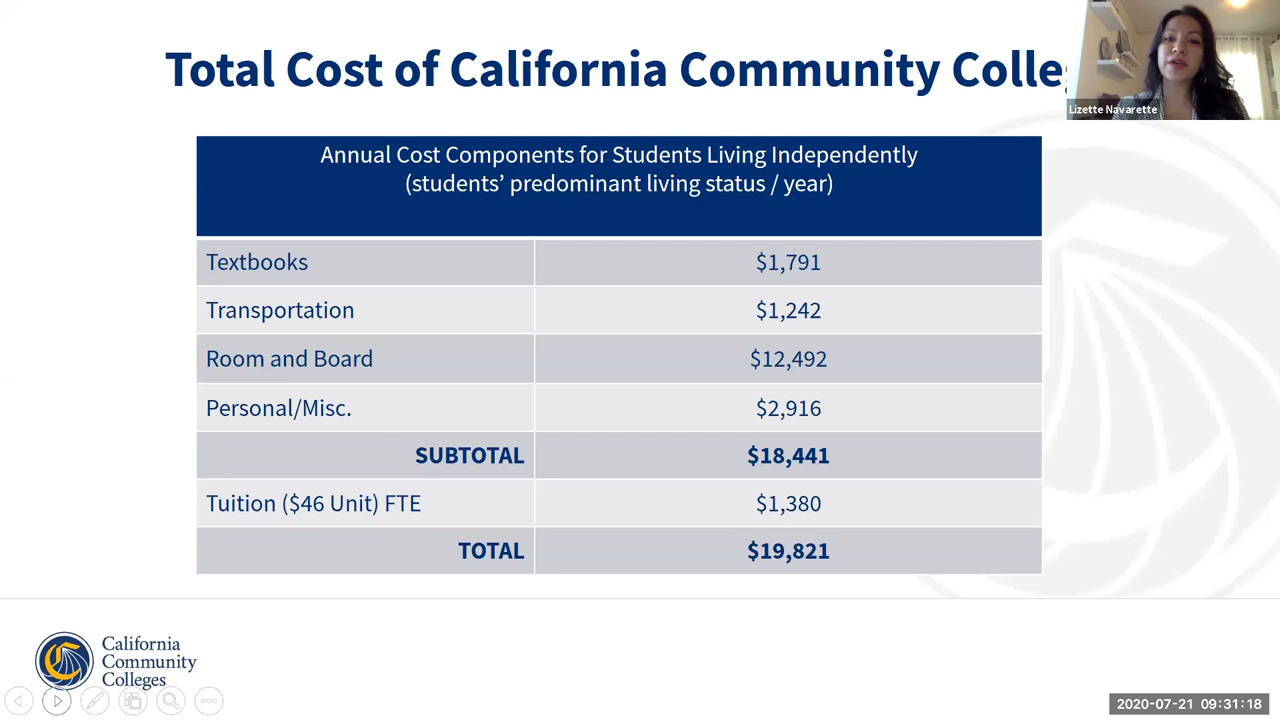 Total Cost of California Community Colle
Lizette Navarette
Annual Cost Components for Students Living Independently
(students’ predominant living status / year)
Textbooks $1,791
Transportation $1,242
Room and Board $12,492
Personal/Misc. $2,916
SUBTOTAL $18,441
Tuition ($46 Unit) FTE $1,380
TOTAL $19,821
California
Community
Colleges
2020-07-21 09:31:18